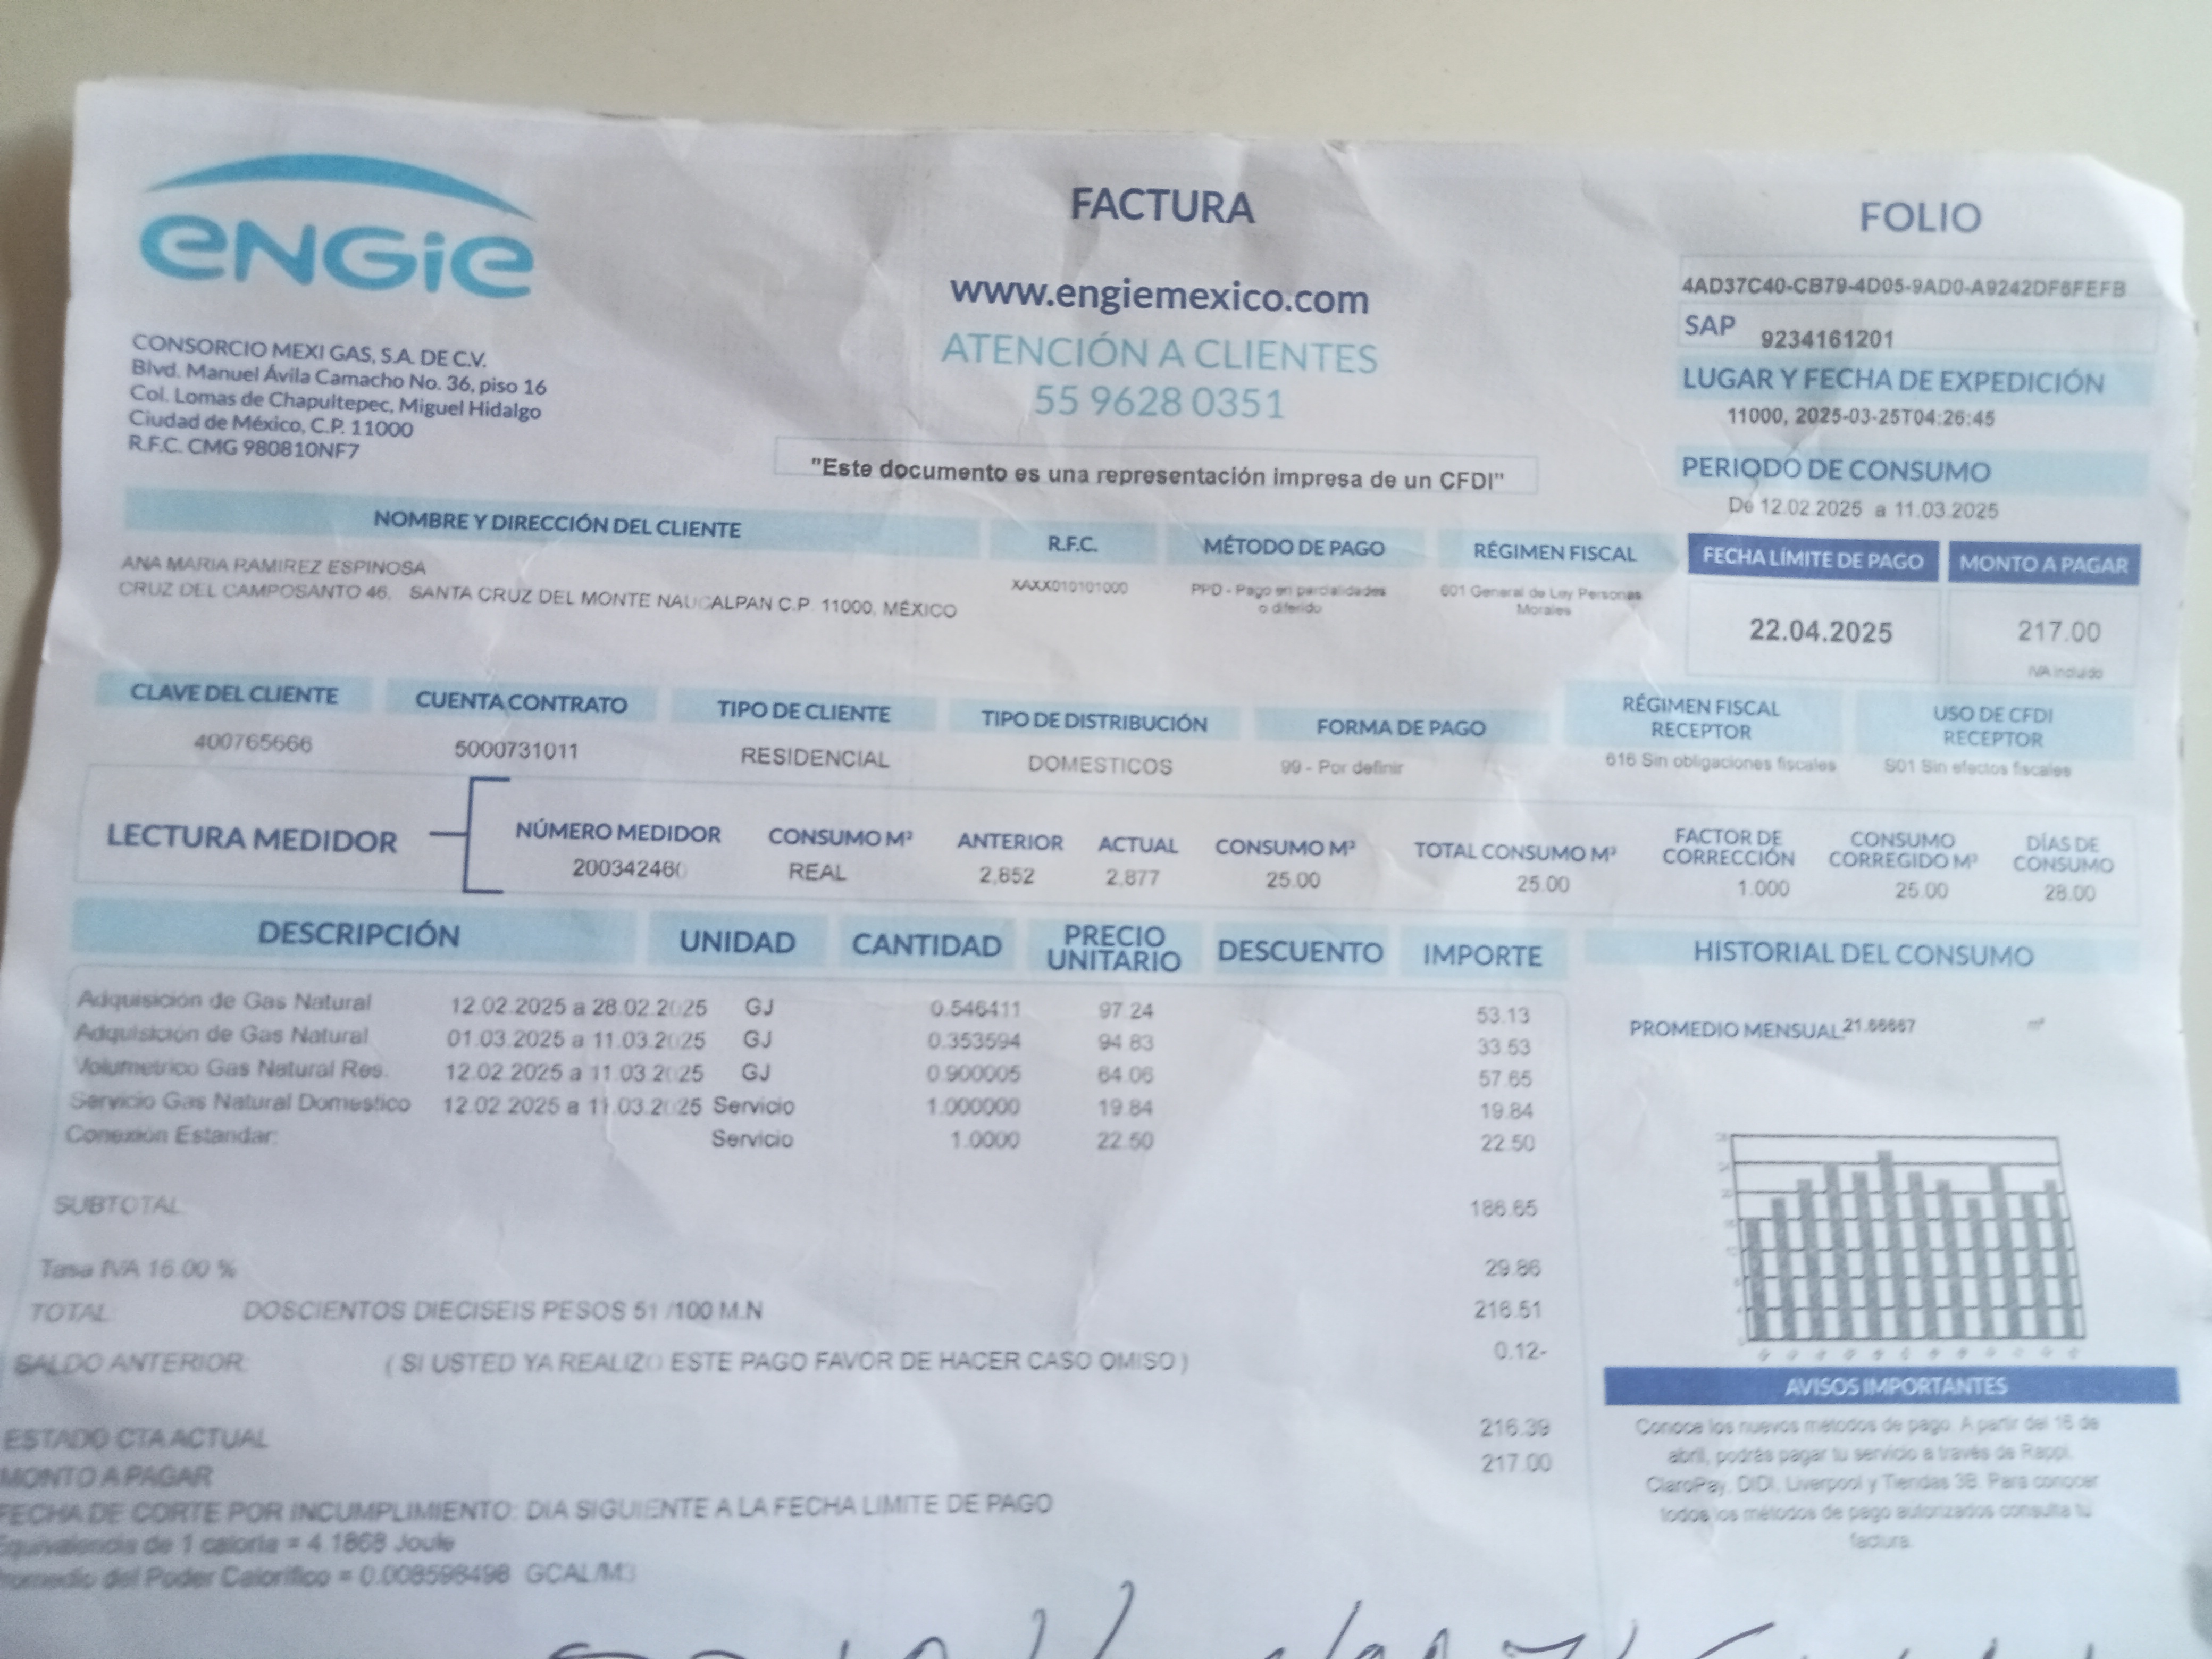 ENGIE
FACTURA
FOLIO
www.engiemexico.com
4AD37C40-CB79-4D05-9AD0-A9242DF6FEFB
ATENCIÓN A CLIENTES
SAP 9234161201
55 9628 0351
CONSORCIO MEXI GAS, S.A. DE C.V.
Blvd. Manuel Ávila Camacho No. 36, piso 16
Col. Lomas de Chapultepec, Miguel Hidalgo
Ciudad de México, C.P. 11000
R.F.C. CMG 980810NF7
LUGAR Y FECHA DE EXPEDICIÓN
11000, 2025-03-25T04:26:45
"Este documento es una representación impresa de un CFDI"
PERIODO DE CONSUMO
De 12.02.2025 a 11.03.2025
NOMBRE Y DIRECCIÓN DEL CLIENTE R.F.C. MÉTODO DE PAGO RÉGIMEN FISCAL FECHA LÍMITE DE PAGO MONTO A PAGAR
ANA MARIA RAMIREZ ESPINOSA
CRUZ DEL CAMPOSANTO 46, SANTA CRUZ DEL MONTE NAUCALPAN C.P. 11000, MÉXICO
XAXX010101000
PPD - Pago en parcialidades
o diferido
601 General de Ley Personas
Morales
22.04.2025 217.00
IVA incluido
CLAVE DEL CLIENTE CUENTA CONTRATO TIPO DE CLIENTE TIPO DE DISTRIBUCIÓN FORMA DE PAGO RÉGIMEN FISCAL RECEPTOR USO DE CFDI RECEPTOR
400765666 5000731011 RESIDENCIAL DOMESTICOS 99 - Por definir 616 Sin obligaciones fiscales S01 Sin efectos fiscales
LECTURA MEDIDOR
NÚMERO MEDIDOR CONSUMO M³ ANTERIOR ACTUAL CONSUMO M³ TOTAL CONSUMO M³ FACTOR DE CORRECCIÓN CONSUMO CORREGIDO M³ DÍAS DE CONSUMO
200342460 REAL 2,852 2,877 25.00 25.00 1.000 25.00 28.00
DESCRIPCIÓN UNIDAD CANTIDAD PRECIO UNITARIO DESCUENTO IMPORTE
Adquisición de Gas Natural 12.02.2025 a 28.02.2025 GJ 0.546411 97.24 53.13
Adquisición de Gas Natural 01.03.2025 a 11.03.2025 GJ 0.353594 94.83 33.53
Volumetrico Gas Natural Res. 12.02.2025 a 11.03.2025 GJ 0.900005 64.06 57.65
Servicio Gas Natural Domestico 12.02.2025 a 11.03.2025 Servicio 1.000000 19.84 19.84
Conexión Estandar: Servicio 1.0000 22.50 22.50
SUBTOTAL 186.65
Tasa IVA 16.00 % 29.86
TOTAL: DOSCIENTOS DIECISEIS PESOS 51 /100 M.N 216.51
SALDO ANTERIOR: ( SI USTED YA REALIZO ESTE PAGO FAVOR DE HACER CASO OMISO ) 0.12-
ESTADO CTA ACTUAL 216.39
MONTO A PAGAR 217.00
FECHA DE CORTE POR INCUMPLIMIENTO: DIA SIGUIENTE A LA FECHA LIMITE DE PAGO
Equivalencia de 1 caloria = 4.1868 Joule
Promedio del Poder Calorifico = 0.008598498 GCAL/M3
HISTORIAL DEL CONSUMO
PROMEDIO MENSUAL: 21.66667 m³
AVISOS IMPORTANTES
Conoce los nuevos métodos de pago. A partir del 16 de
abril, podrás pagar tu servicio a través de Rappi,
ClaroPay, DIDI, Liverpool y Tiendas 3B. Para conocer
todos los métodos de pago autorizados consulta tu
factura.